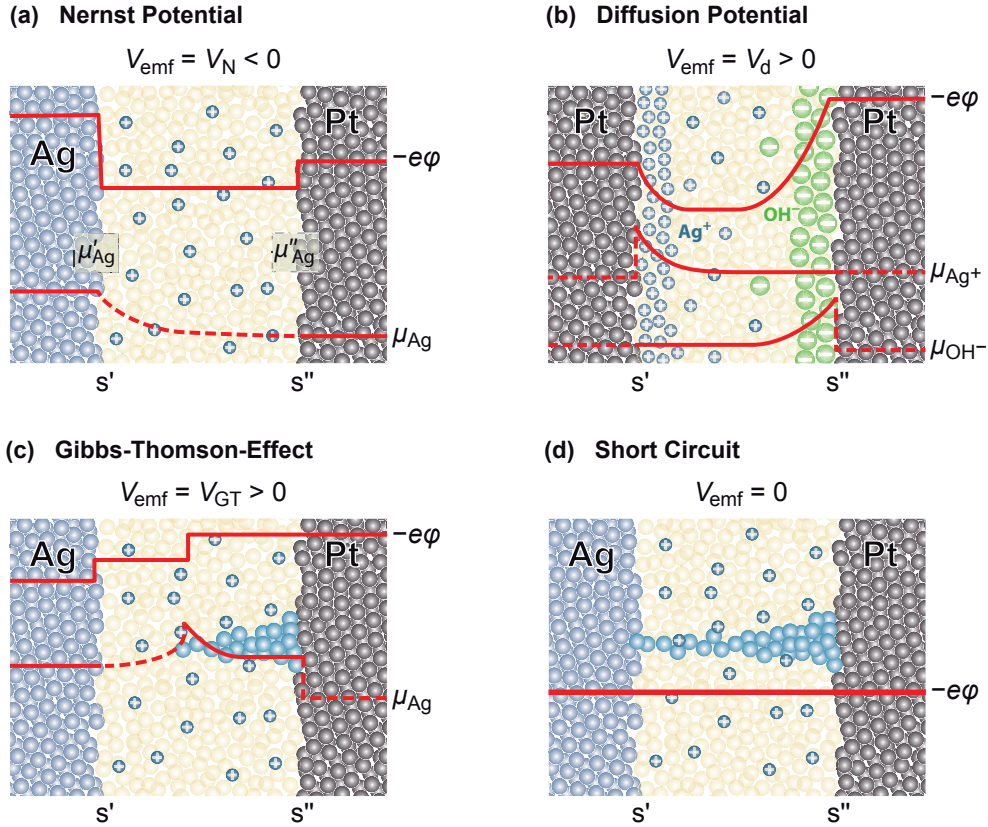 (a) Nernst Potential
V_emf = V_N < 0
Ag
Pt
−eφ
μ′_Ag
μ″_Ag
μ_Ag
s'
s"
(b) Diffusion Potential
V_emf = V_d > 0
Pt
Pt
−eφ
OH⁻
Ag⁺
μ_Ag+
μ_OH−
s'
s"
(c) Gibbs-Thomson-Effect
V_emf = V_GT > 0
Ag
Pt
−eφ
μ_Ag
s'
s"
(d) Short Circuit
V_emf = 0
Ag
Pt
−eφ
s'
s"